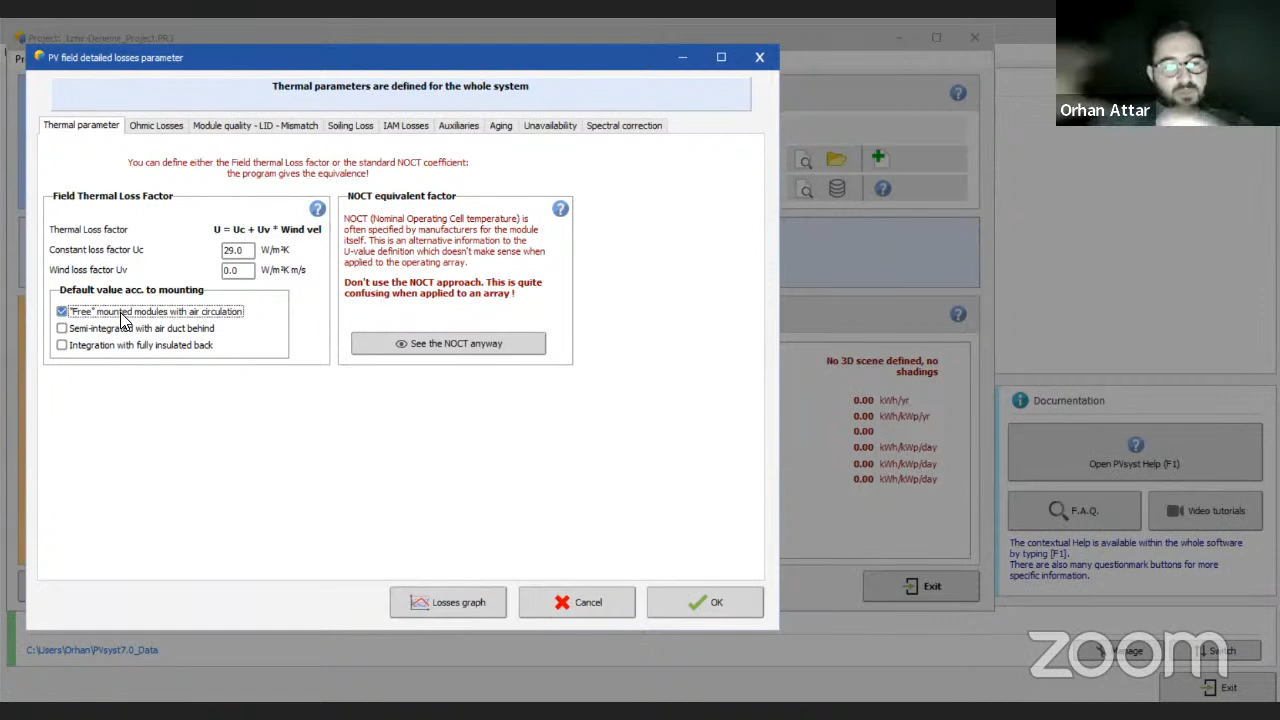 Project: Izmir-Deneme_Project.PRJ
PV field detailed losses parameter
Orhan Attar
Thermal parameters are defined for the whole system
Thermal parameter
Ohmic Losses
Module quality - LID - Mismatch
Soiling Loss
IAM Losses
Auxiliaries
Aging
Unavailability
Spectral correction
You can define either the Field thermal Loss factor or the standard NOCT coefficient:
the program gives the equivalence!
Field Thermal Loss Factor
Thermal Loss factor U = Uc + Uv * Wind vel
Constant loss factor Uc 29.0 W/m²K
Wind loss factor Uv 0.0 W/m²K m/s
Default value acc. to mounting
"Free" mounted modules with air circulation
Semi-integrated with air duct behind
Integration with fully insulated back
NOCT equivalent factor
NOCT (Nominal Operating Cell temperature) is
often specified by manufacturers for the module
itself. This is an alternative information to the
U-value definition which doesn't make sense when
applied to the operating array.
Don't use the NOCT approach. This is quite
confusing when applied to an array !
See the NOCT anyway
Losses graph
Cancel
OK
No 3D scene defined, no
shadings
0.00 kWh/yr
0.00 kWh/kWp/yr
0.00
0.00 kWh/kWp/day
0.00 kWh/kWp/day
0.00 kWh/kWp/day
Exit
Documentation
Open PVsyst Help (F1)
F.A.Q.
Video tutorials
The contextual Help is available within the whole software
by typing [F1].
There are also many questionmark buttons for more
specific information.
C:\Users\Orhan\PVsyst7.0_Data
Manage
Switch
Exit
zoom